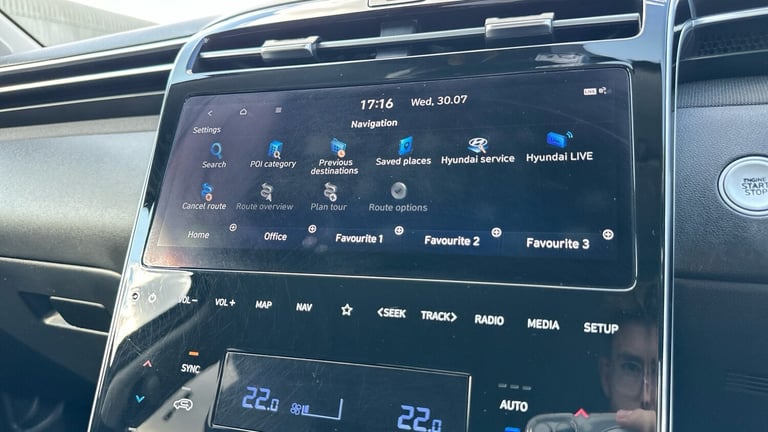 17:16 Wed, 30.07
LIVE
Settings
Navigation
Search POI category Previous destinations Saved places Hyundai service Hyundai LIVE
Cancel route Route overview Plan tour Route options
Home Office Favourite 1 Favourite 2 Favourite 3
ENGINE
START
STOP
VOL− VOL+ MAP NAV <SEEK TRACK> RADIO MEDIA SETUP
SYNC
22.0 22.0
AUTO